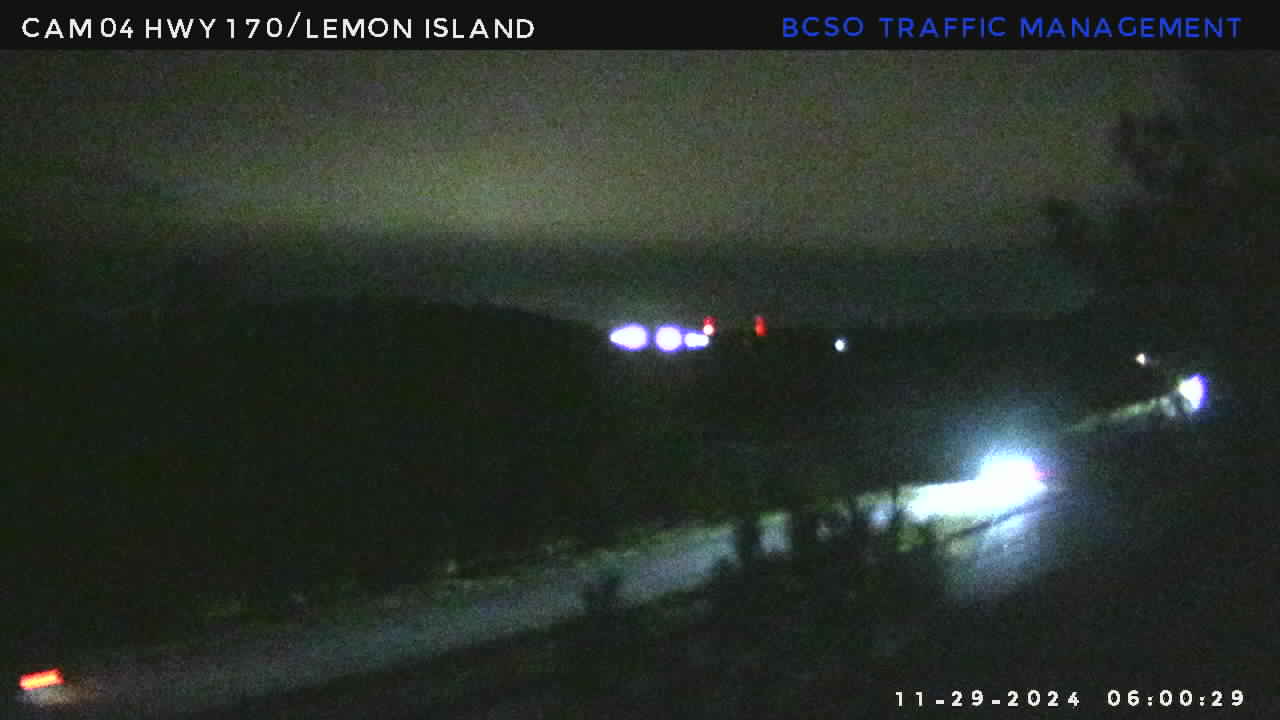 CAM04 HWY 170/LEMON ISLAND
BCSO TRAFFIC MANAGEMENT
11-29-2024 06:00:29